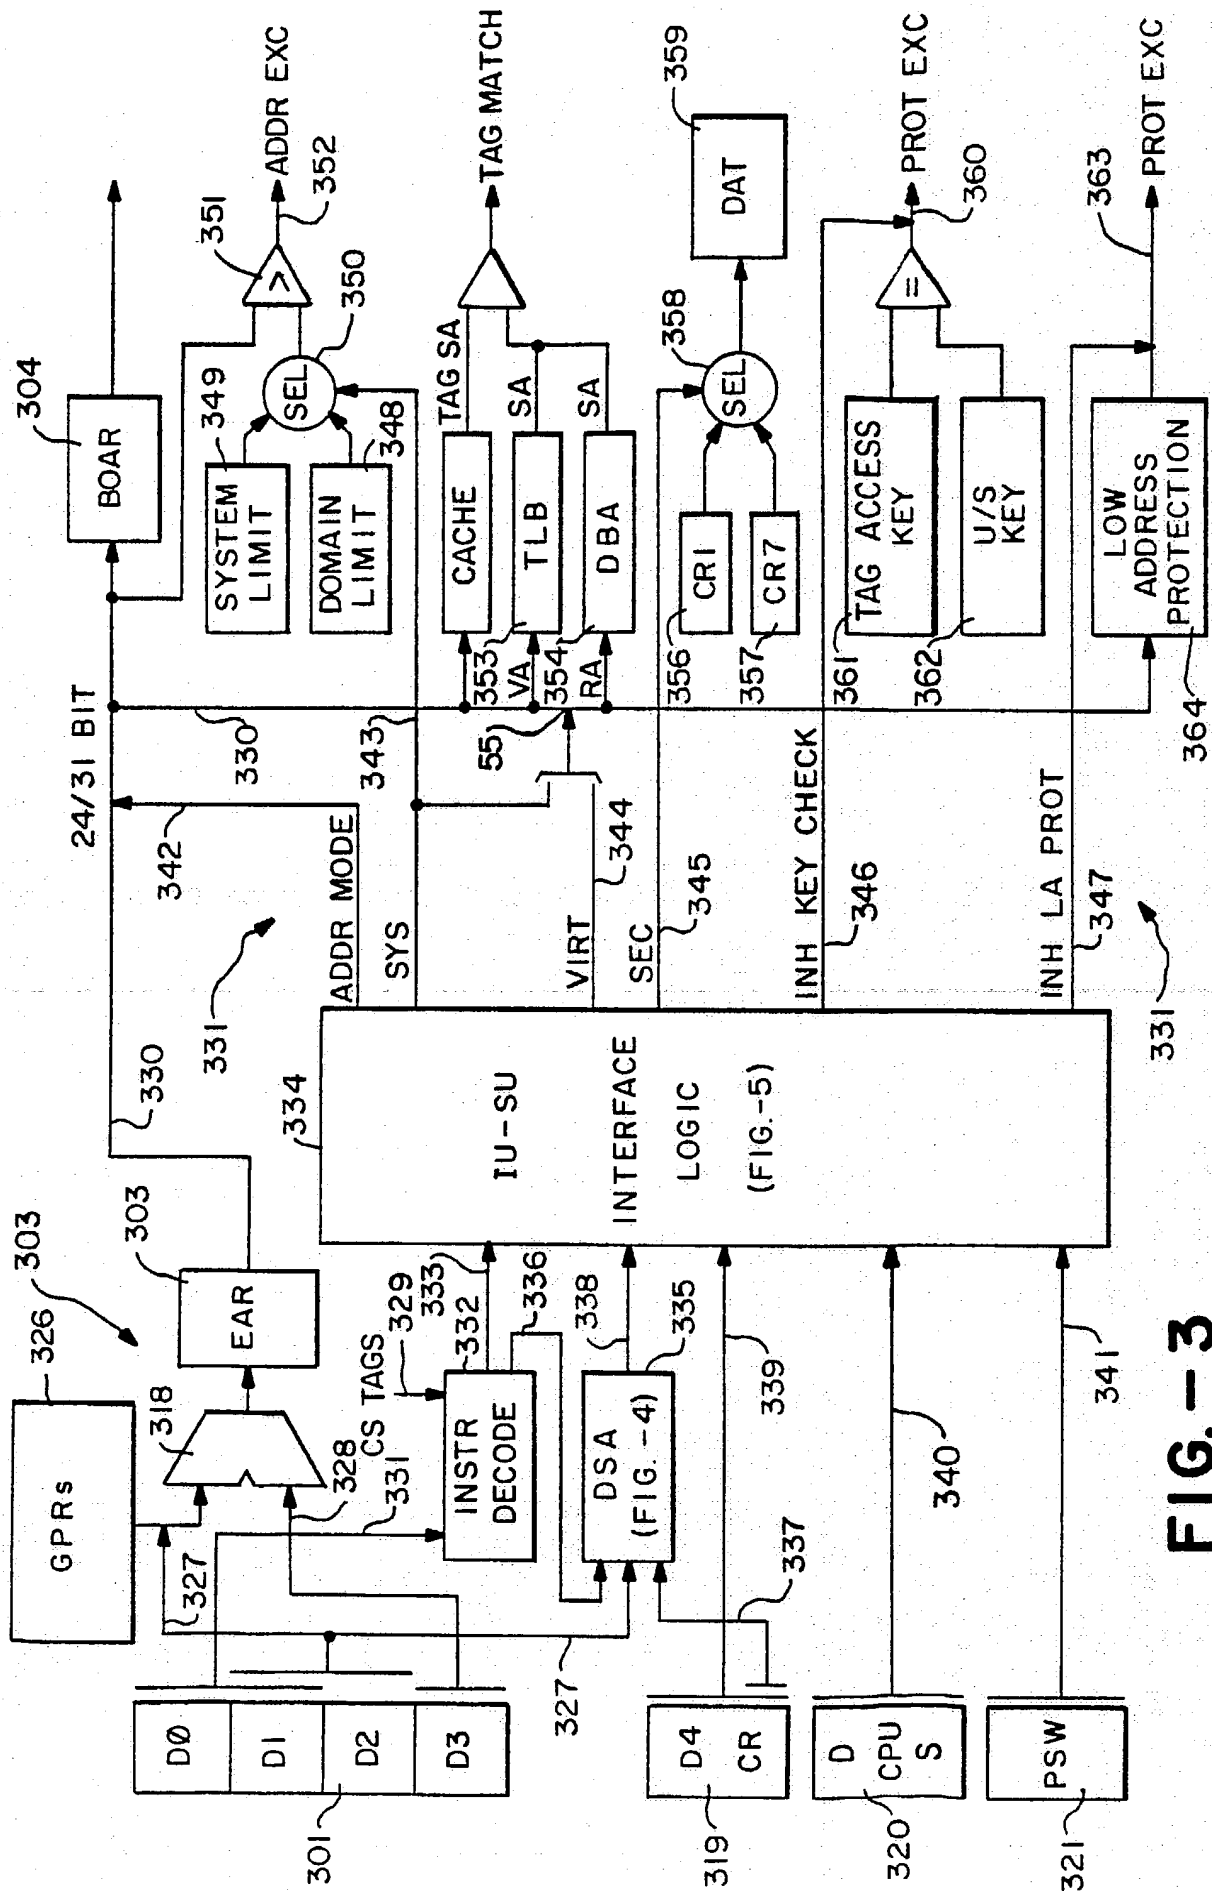 326
GPRs
303
318
303
EAR
330
327
328
331
CS TAGS
329
333
332
336
INSTR
DECODE
338
335
DSA
(FIG.-4)
337
339
340
341
327
D0
D1
D2
D3
301
D4
CR
319
D
CPU
S
320
PSW
321
334
IU-SU
INTERFACE
LOGIC
(FIG.-5)
331
24/31 BIT
342
330
ADDR MODE
SYS
343
VIRT
344
55
SEC
345
INH KEY CHECK
346
INH LA PROT
347
331
304
BOAR
351
ADDR EXC
352
349
SYSTEM
LIMIT
SEL
350
DOMAIN
LIMIT
348
CACHE
TAG SA
TAG MATCH
353
VA
TLB
SA
354
RA
DBA
SA
356
CR1
357
CR7
SEL
358
DAT
359
361
TAG ACCESS
KEY
362
U/S
KEY
=
PROT EXC
360
LOW
ADDRESS
PROTECTION
364
363
PROT EXC
FIG.-3